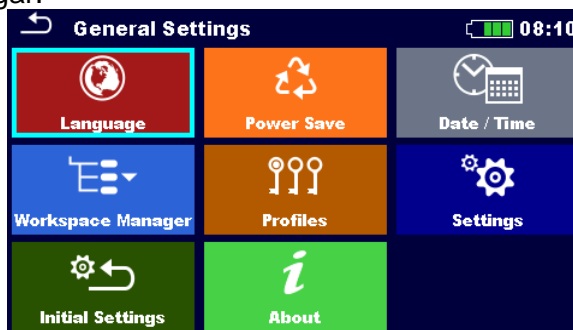 General Settings 08:10
Language Power Save Date / Time
Workspace Manager Profiles Settings
Initial Settings About